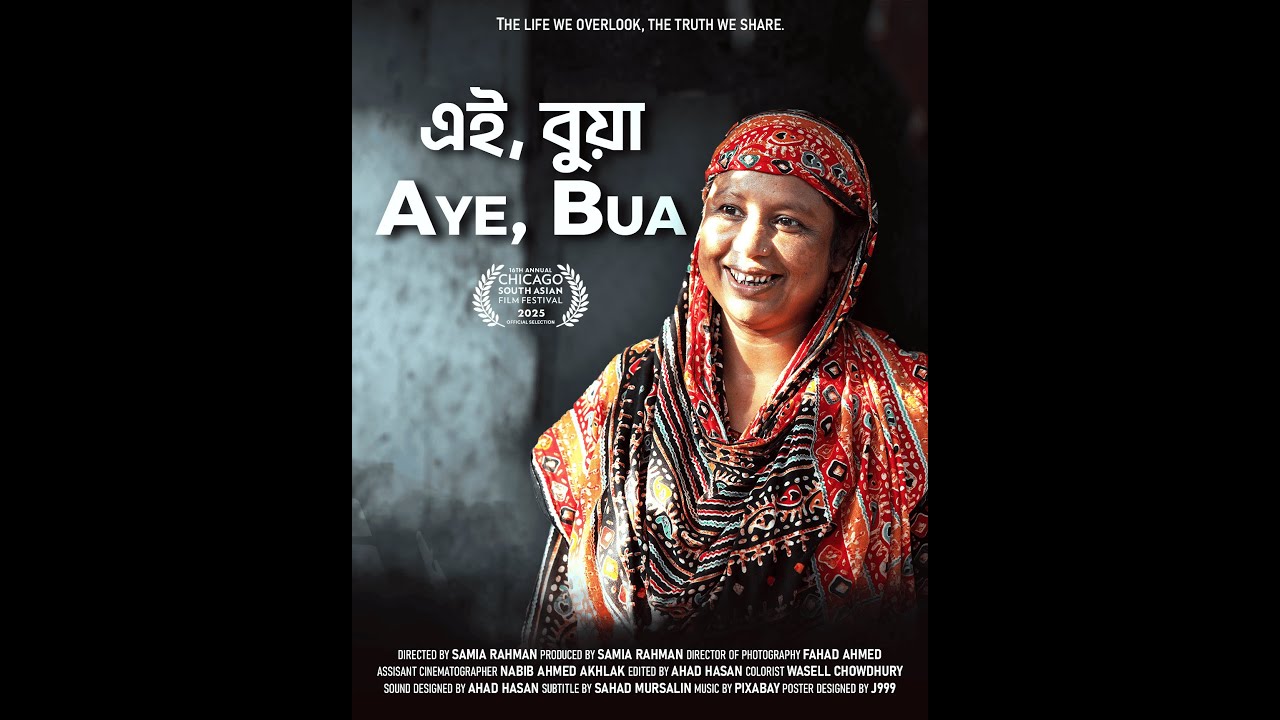 THE LIFE WE OVERLOOK, THE TRUTH WE SHARE.
এই, বুয়া
AYE, BUA
16TH ANNUAL
CHICAGO
SOUTH ASIAN
FILM FESTIVAL
2025
OFFICIAL SELECTION
DIRECTED BY SAMIA RAHMAN PRODUCED BY SAMIA RAHMAN DIRECTOR OF PHOTOGRAPHY FAHAD AHMED
ASSISANT CINEMATOGRAPHER NABIB AHMED AKHLAK EDITED BY AHAD HASAN COLORIST WASELL CHOWDHURY
SOUND DESIGNED BY AHAD HASAN SUBTITLE BY SAHAD MURSALIN MUSIC BY PIXABAY POSTER DESIGNED BY J999